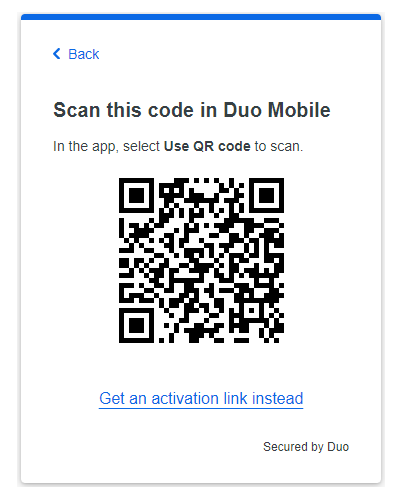 Back
Scan this code in Duo Mobile
In the app, select Use QR code to scan.
Get an activation link instead
Secured by Duo